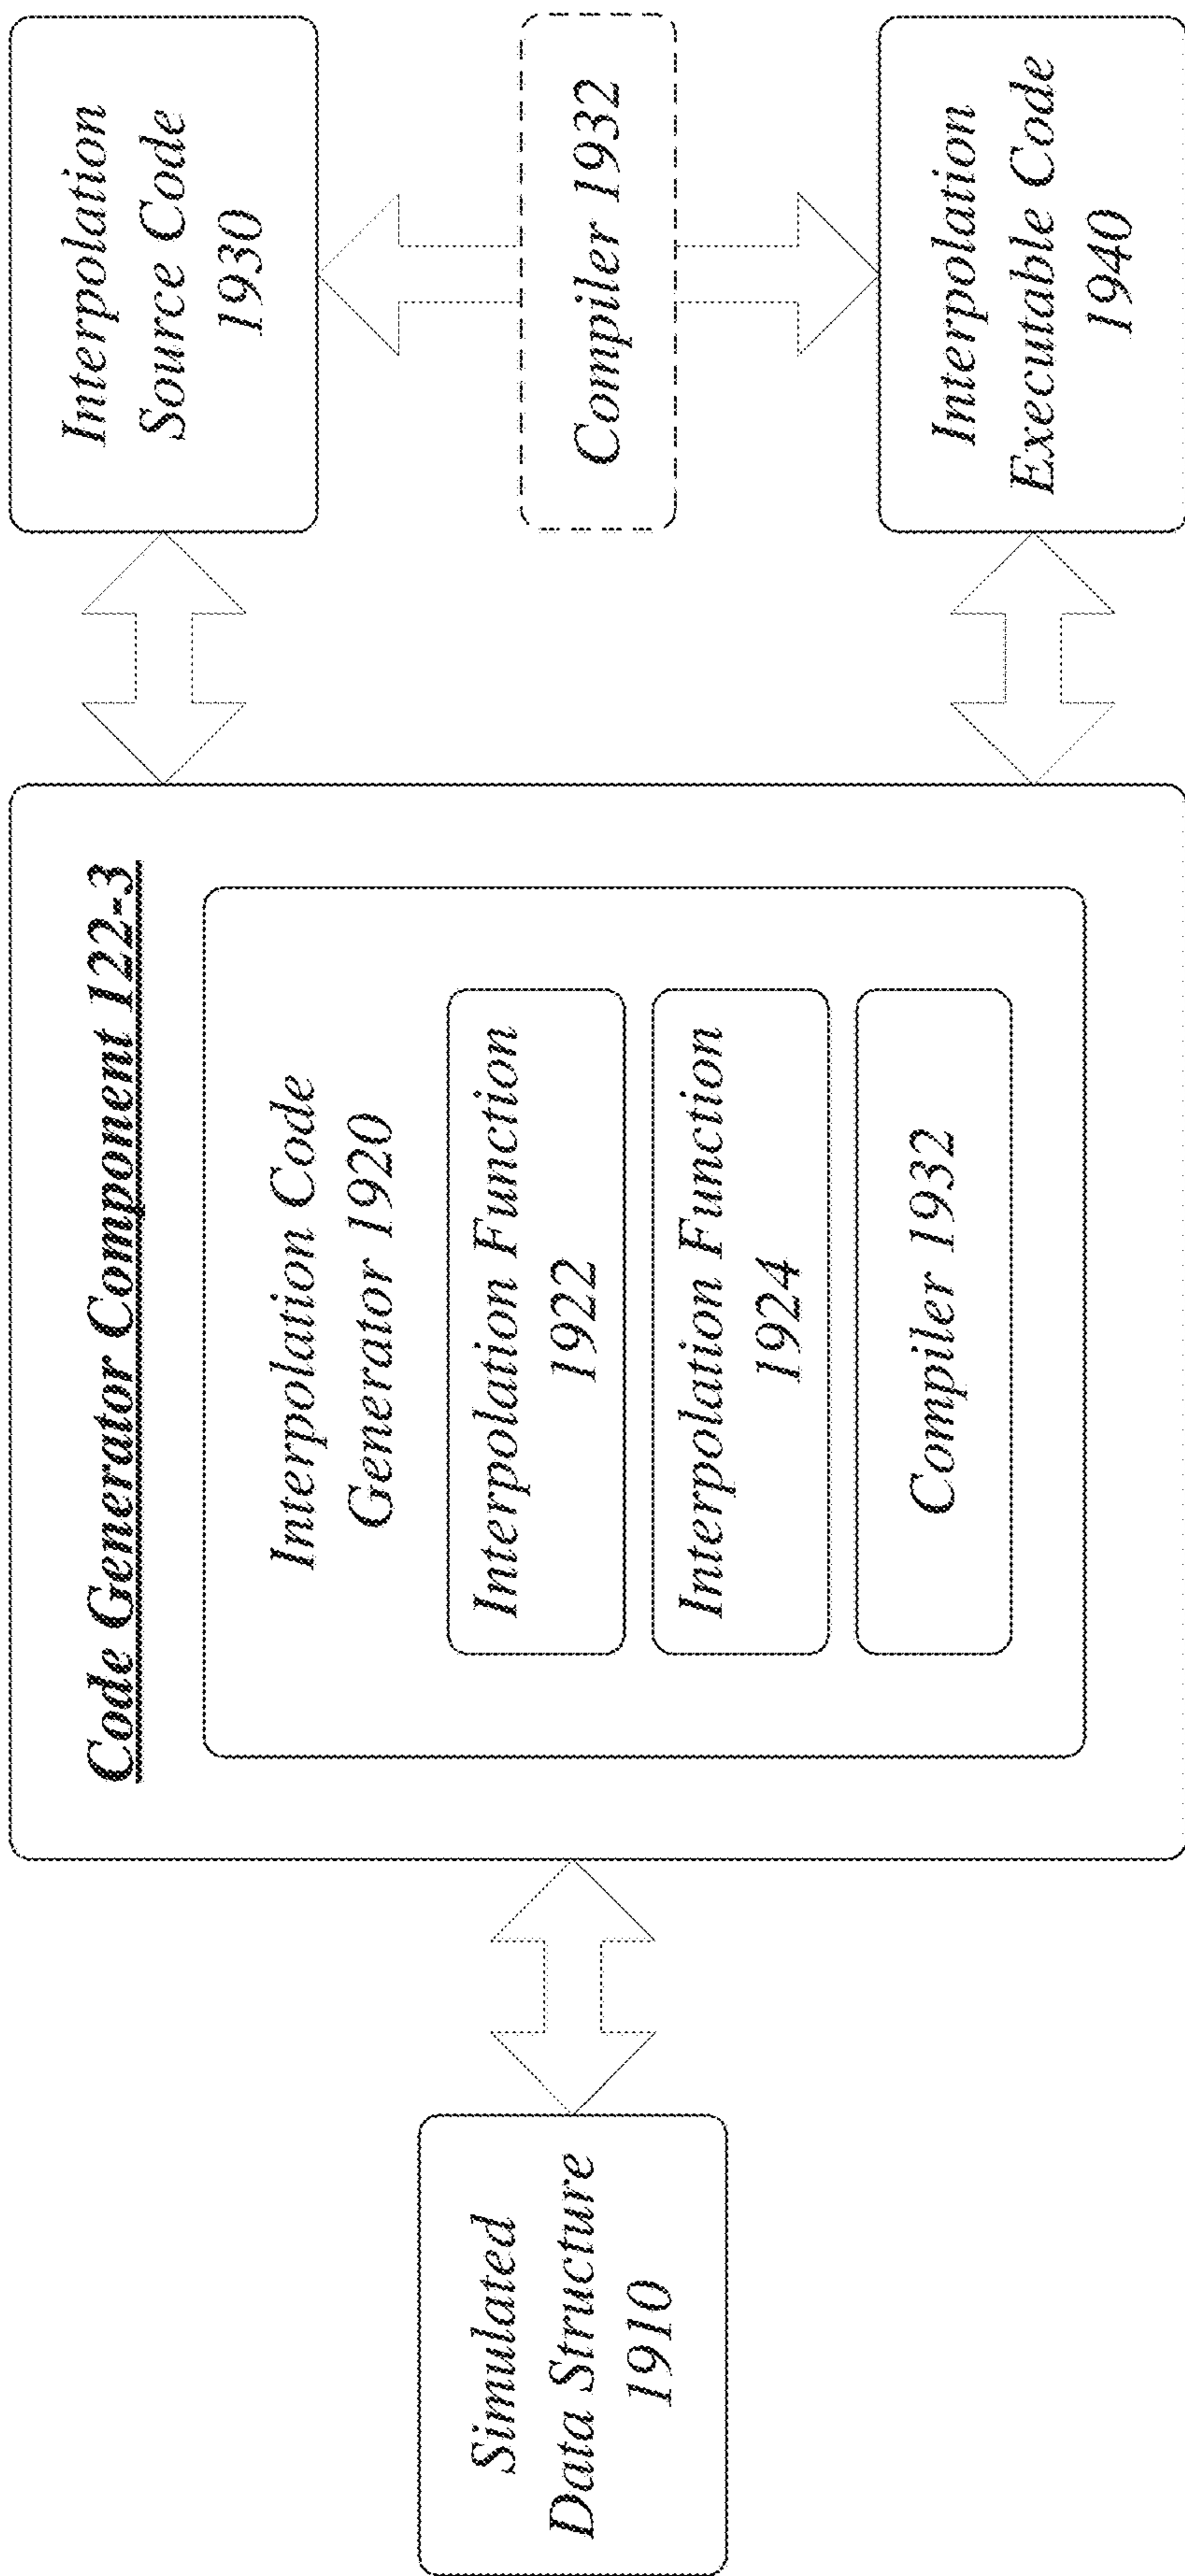 Simulated
Data Structure
1910
Code Generator Component 122-3
Interpolation Code
Generator 1920
Interpolation Function
1922
Interpolation Function
1924
Compiler 1932
Interpolation
Source Code
1930
Compiler 1932
Interpolation
Executable Code
1940